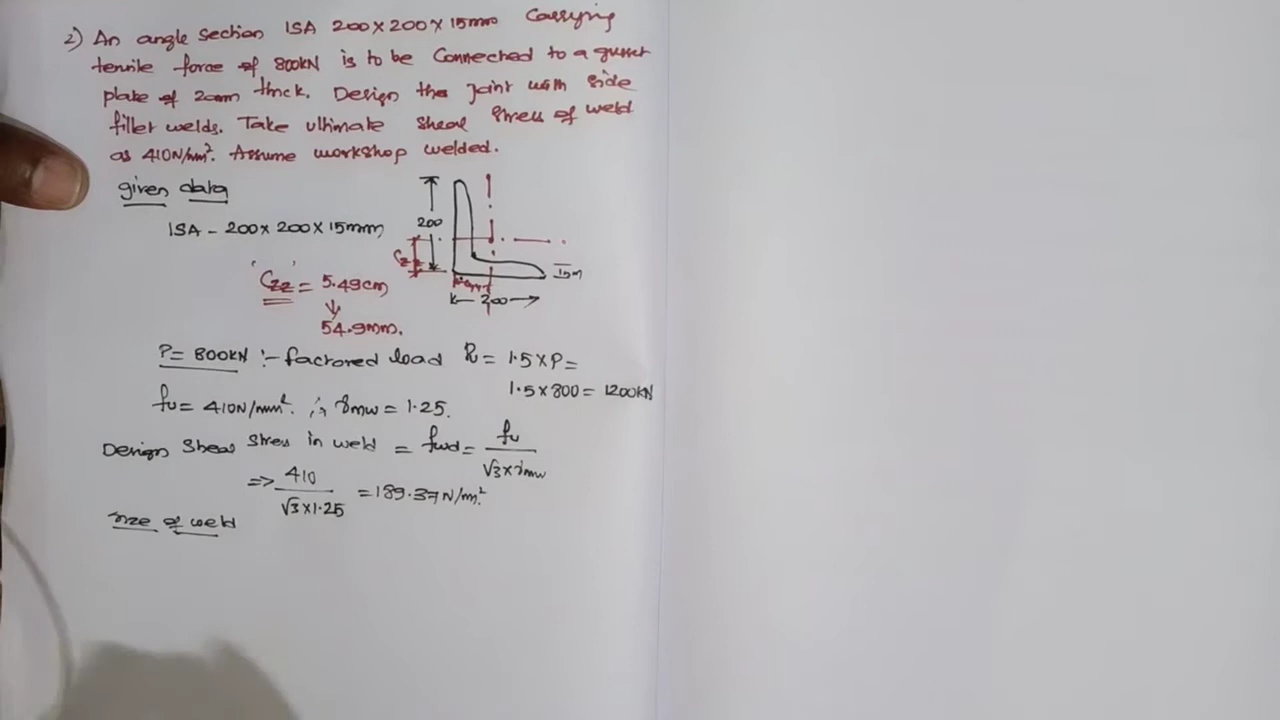 2) An angle section ISA 200×200×15mm Carrying
tensile force of 800kN is to be Connected to a gusset
plate of 20mm thick. Design the Joint with side
fillet welds. Take ultimate shear stress of weld
as 410N/mm². Assume workshop welded.
given data
ISA - 200×200×15mm
200
Czz
15m
'Czz' = 5.49cm
k— 200 →
54.9mm.
P= 800kN :- factored load R = 1.5×P=
1.5×800 = 1200kN
fu= 410N/mm². ∴ γmw = 1.25.
Design Shear Stress in weld = fwd = fu / √3×γmw
=> 410 / √3×1.25 = 189.37N/m²
size of weld